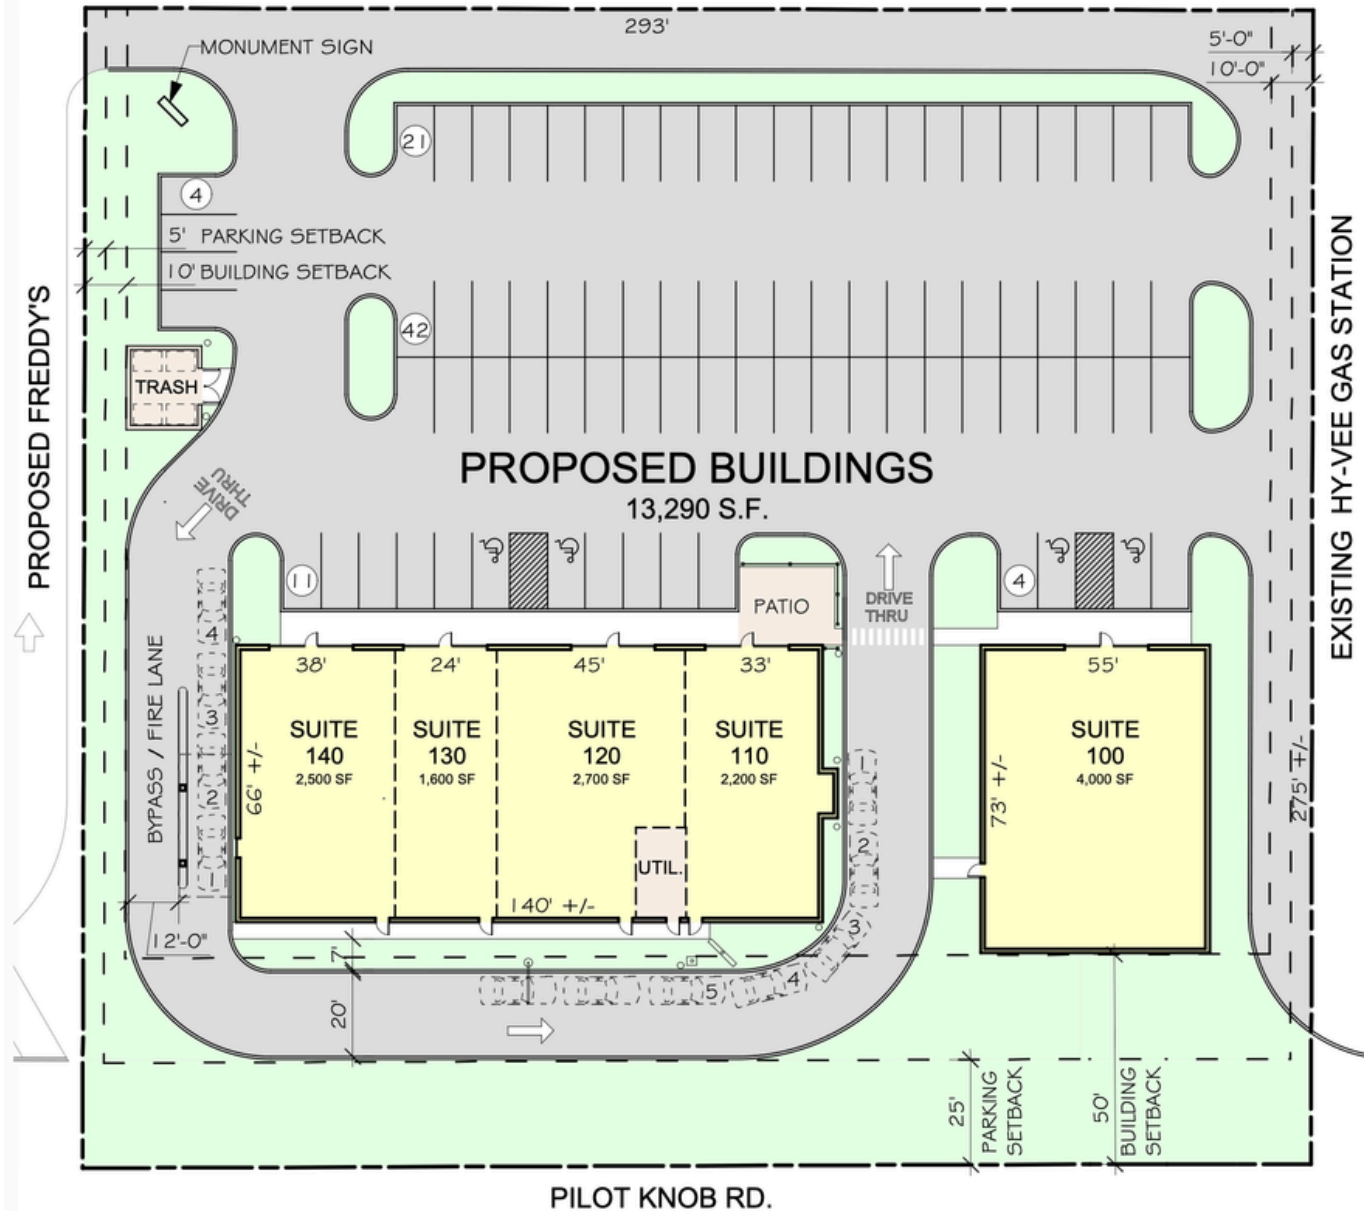 293'
5'-0"
10'-0"
MONUMENT SIGN
21
4
5' PARKING SETBACK
10' BUILDING SETBACK
42
TRASH
PROPOSED FREDDY'S
EXISTING HY-VEE GAS STATION
PROPOSED BUILDINGS
13,290 S.F.
DRIVE
THRU
11
PATIO
DRIVE
THRU
4
38'
24'
45'
33'
55'
BYPASS / FIRE LANE
4
3
2
1
66' +/-
SUITE
140
2,500 SF
SUITE
130
1,600 SF
SUITE
120
2,700 SF
SUITE
110
2,200 SF
SUITE
100
4,000 SF
73' +/-
275' +/-
UTIL.
140' +/-
1
2
3
4
5
12'-0"
7'
20'
25'
PARKING
SETBACK
50'
BUILDING
SETBACK
PILOT KNOB RD.